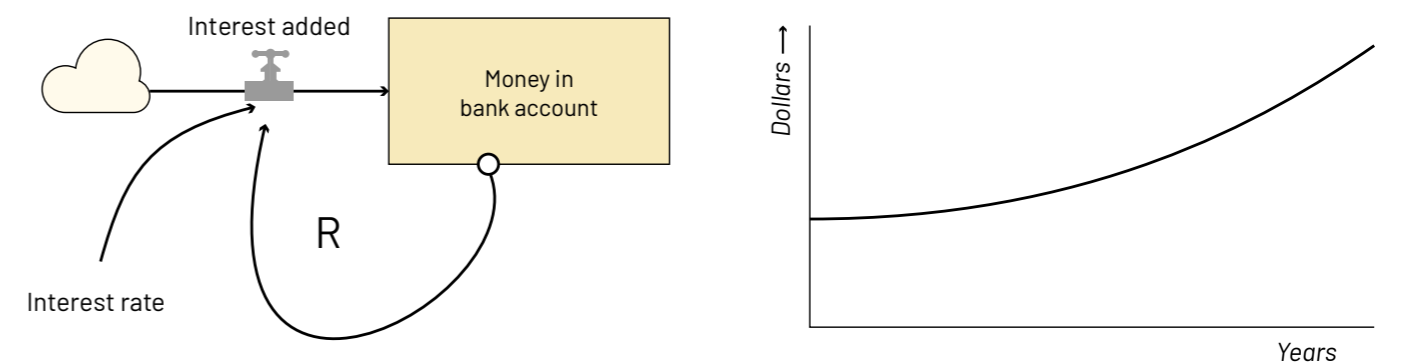 Interest added
Money in
bank account
R
Interest rate
Dollars
Years